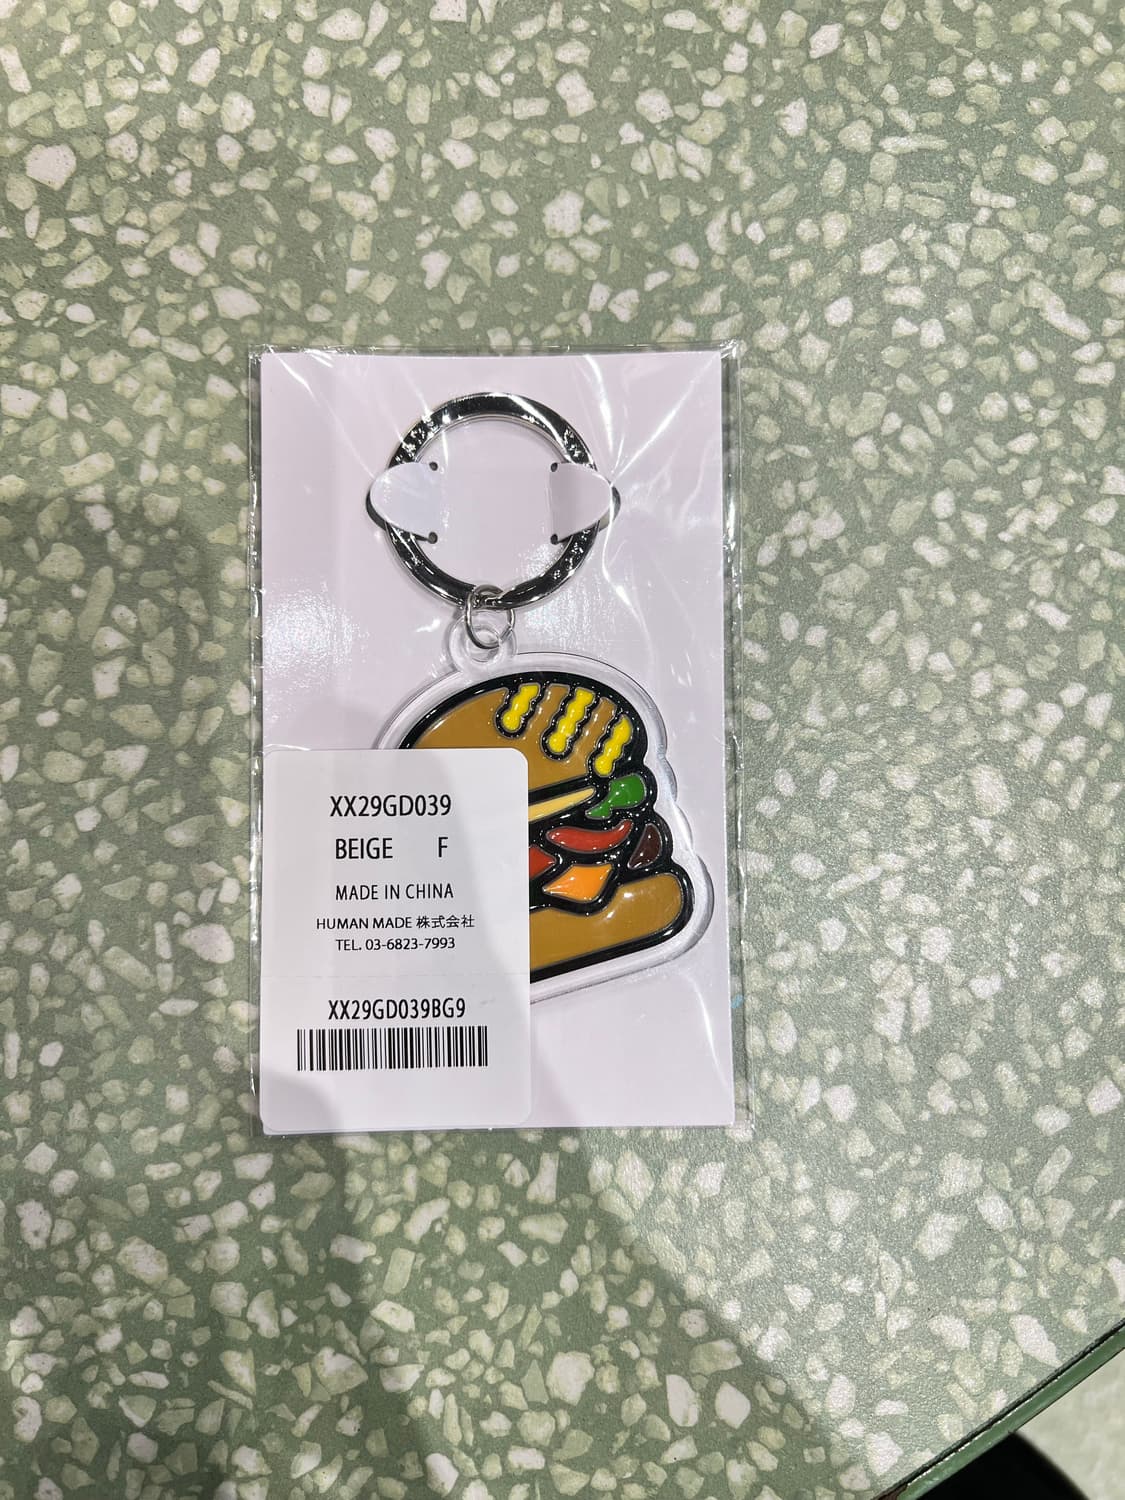 XX29GD039
BEIGE F
MADE IN CHINA
HUMAN MADE 株式会社
TEL. 03-6823-7993
XX29GD039BG9